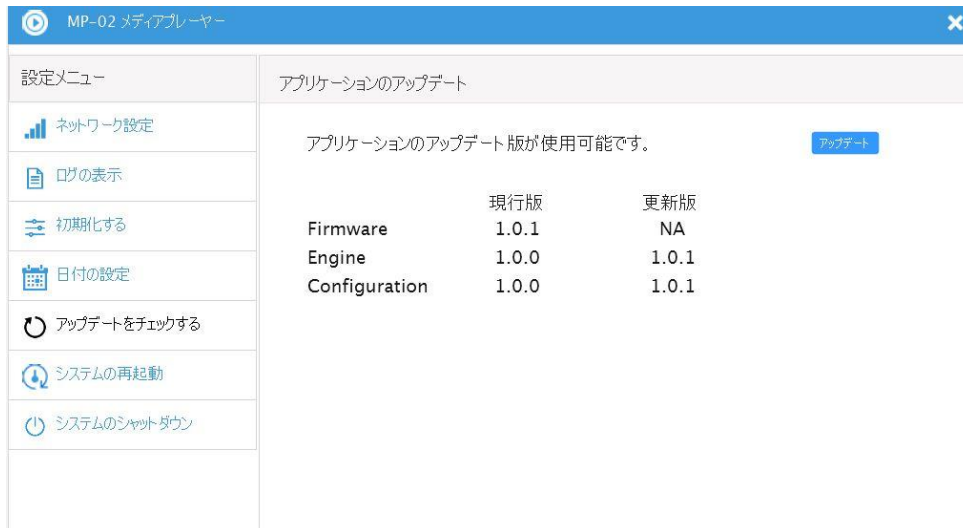 MP-02 メディアプレーヤー
設定メニュー
ネットワーク設定
ログの表示
初期化する
日付の設定
アップデートをチェックする
システムの再起動
システムのシャットダウン
アプリケーションのアップデート
アプリケーションのアップデート版が使用可能です。
アップデート
現行版 更新版
Firmware 1.0.1 NA
Engine 1.0.0 1.0.1
Configuration 1.0.0 1.0.1